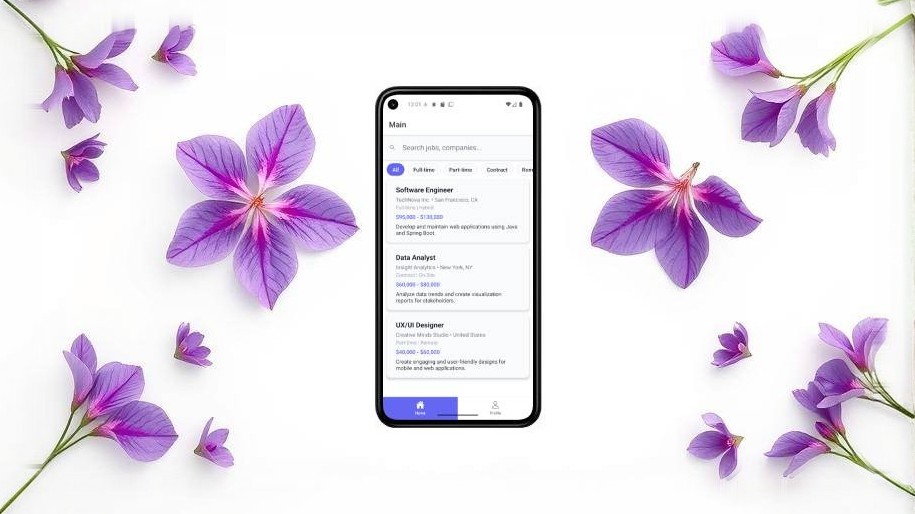 13:01
Main
Search jobs, companies...
All Full-time Part-time Contract Rem
Software Engineer
TechNova Inc. • San Francisco, CA
Full-time | Hybrid
$95,000 - $130,000
Develop and maintain web applications using Java
and Spring Boot.
Data Analyst
Insight Analytics • New York, NY
Contract | On-Site
$60,000 - $80,000
Analyze data trends and create visualization
reports for stakeholders.
UX/UI Designer
Creative Minds Studio • United States
Part-time | Remote
$40,000 - $60,000
Create engaging and user-friendly designs for
mobile and web applications.
Home Profile